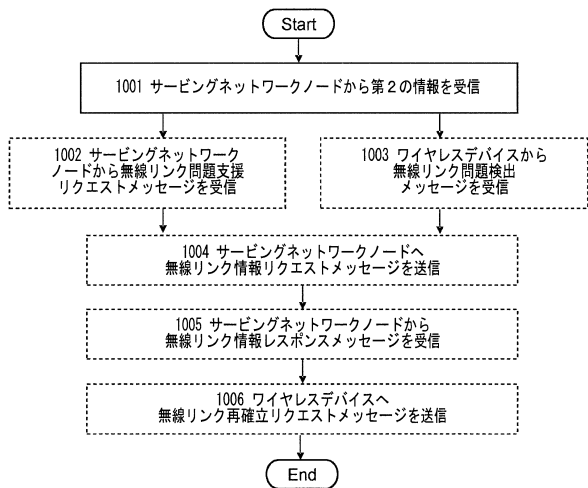 Start
1001 サービングネットワークノードから第2の情報を受信
1002 サービングネットワーク
ノードから無線リンク問題支援
リクエストメッセージを受信
1003 ワイヤレスデバイスから
無線リンク問題検出
メッセージを受信
1004 サービングネットワークノードへ
無線リンク情報リクエストメッセージを送信
1005 サービングネットワークノードから
無線リンク情報レスポンスメッセージを受信
1006 ワイヤレスデバイスへ
無線リンク再確立リクエストメッセージを送信
End